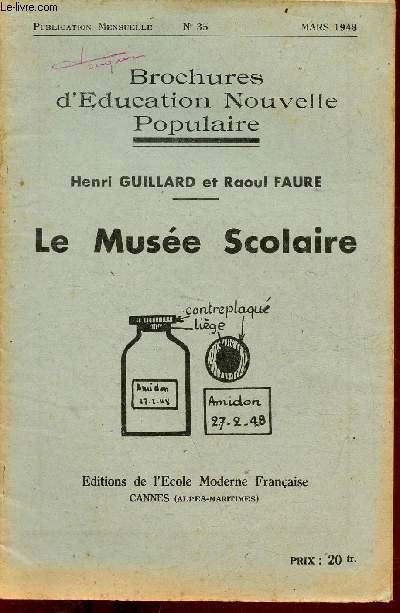 Le-livre.com
PUBLICATION MENSUELLE N° 35 MARS 1948
Brochures
d'Education Nouvelle
Populaire
Henri GUILLARD et Raoul FAURE
Le Musée Scolaire
contreplaqué
liège
Amidon
27-2-48
Amidon
27-2-48
Editions de l'Ecole Moderne Française
CANNES (ALPES-MARITIMES)
PRIX : 20 fr.